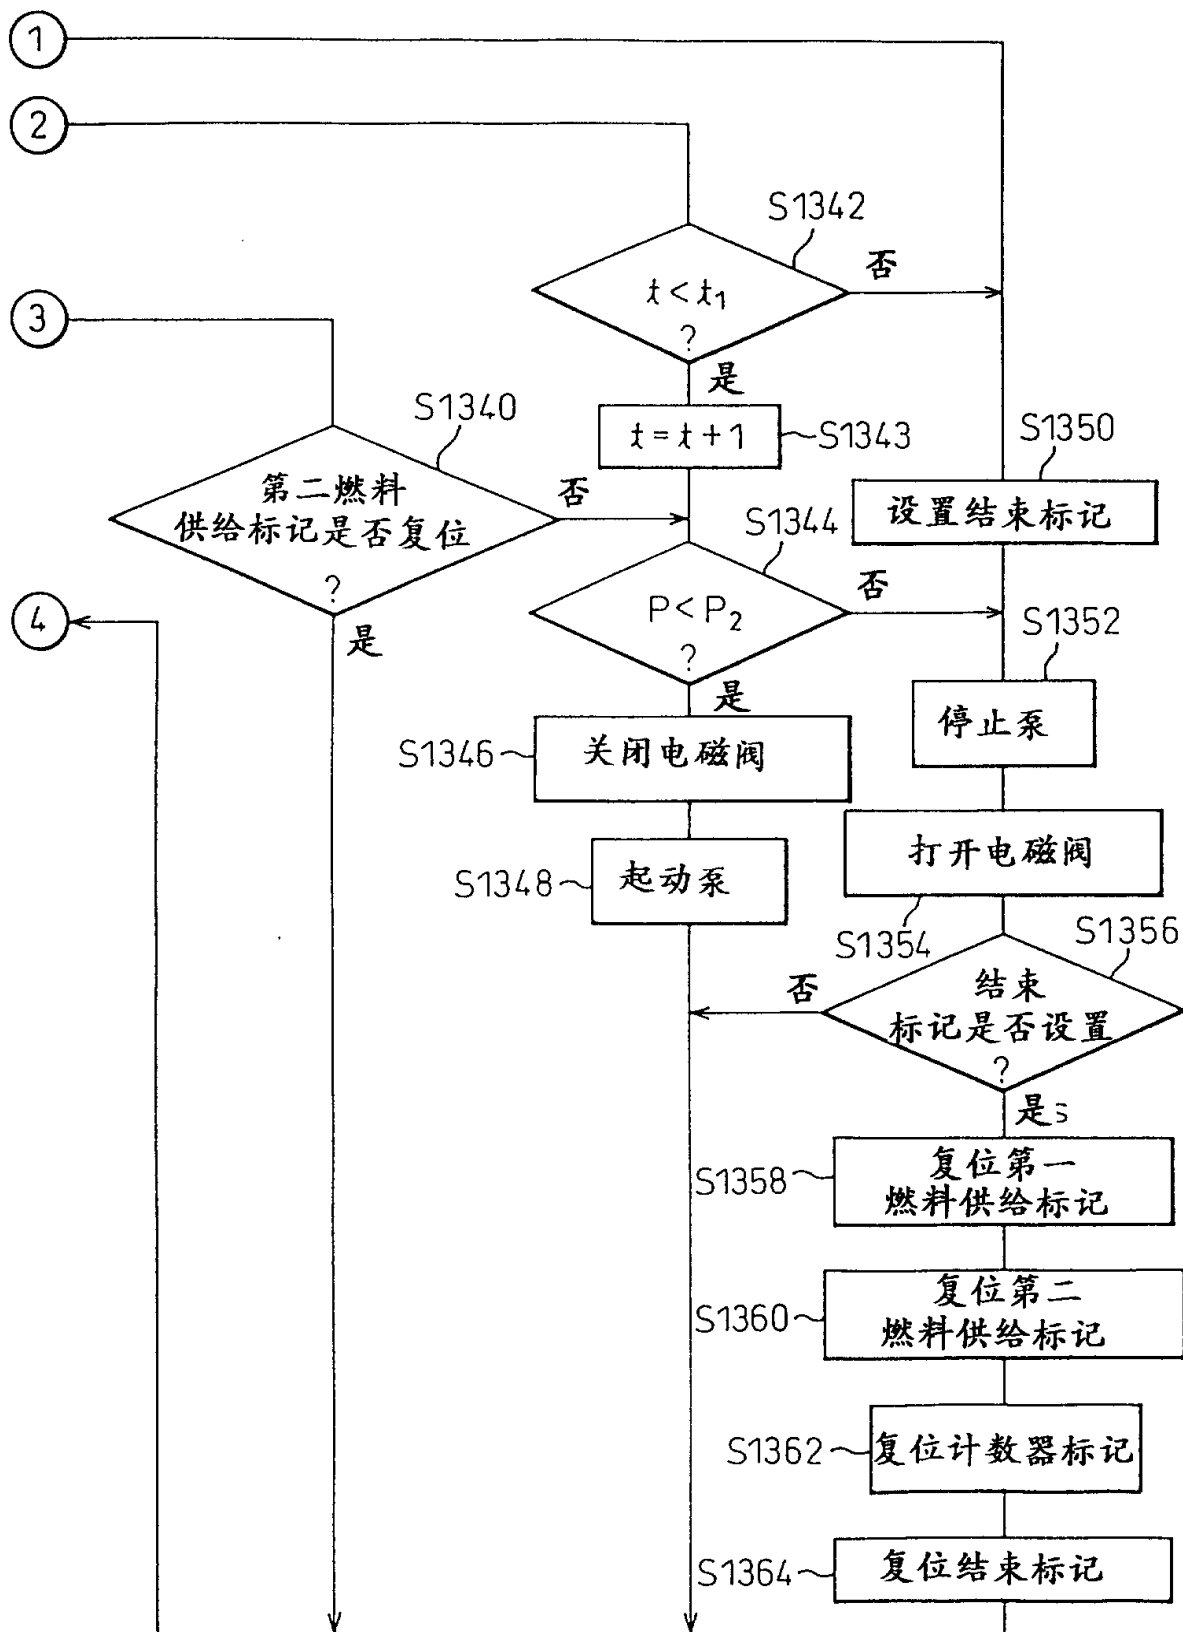 1
2
S1342
否
t<t1
?
3
是
S1340
t=t+1
S1343
S1350
第二燃料
供给标记是否复位
?
否
设置结束标记
S1344
否
P<P2
?
4
是
S1352
是
停止泵
S1346
关闭电磁阀
打开电磁阀
S1348
起动泵
S1354
S1356
否
结束
标记是否设置
?
是S
S1358
复位第一
燃料供给标记
S1360
复位第二
燃料供给标记
S1362
复位计数器标记
S1364
复位结束标记